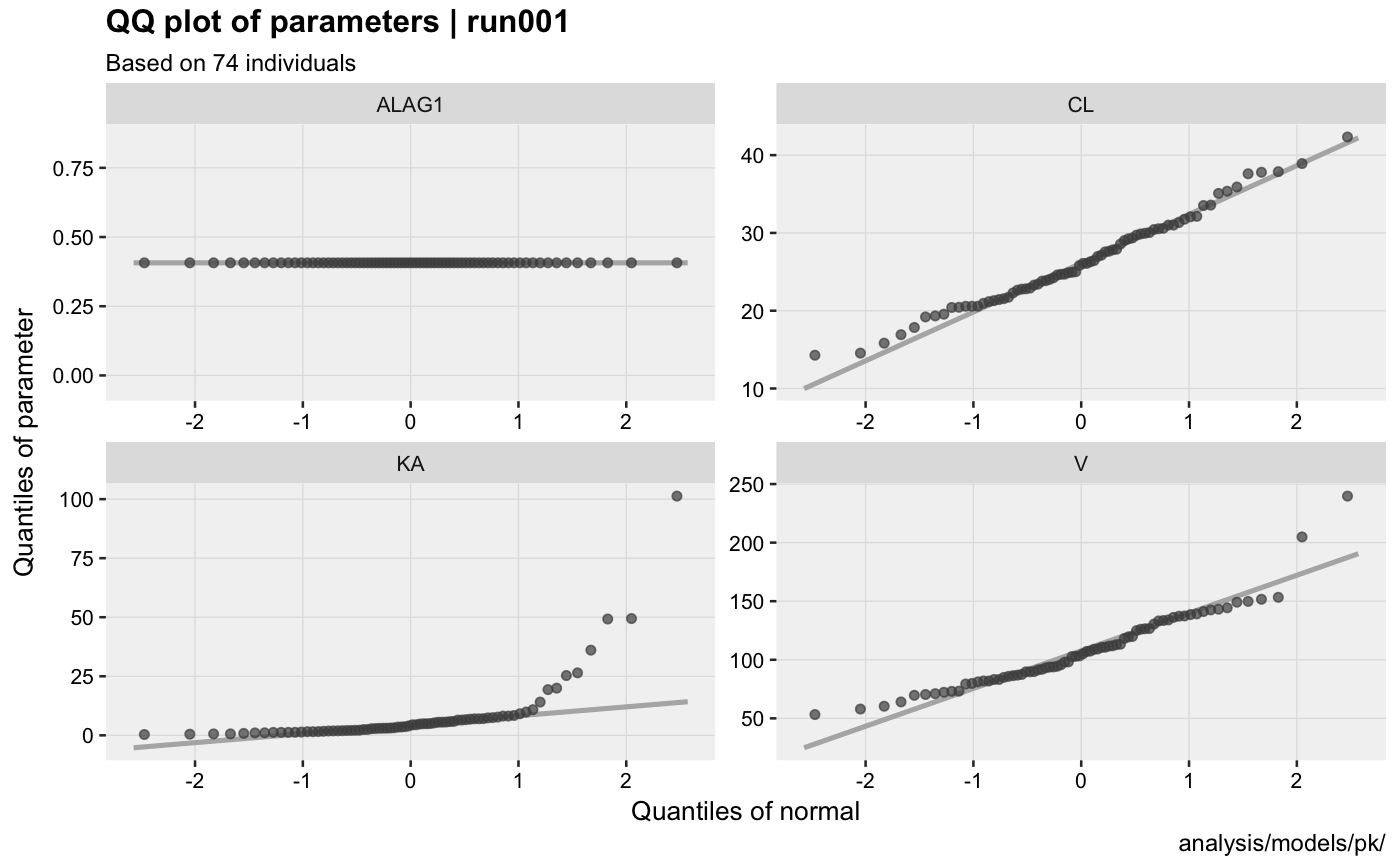 QQ plot of parameters | run001
Based on 74 individuals
ALAG1
CL
0.75
0.50
0.25
0.00
-2 -1 0 1 2
40
30
20
10
-2 -1 0 1 2
KA
V
100
75
50
25
0
-2 -1 0 1 2
250
200
150
100
50
-2 -1 0 1 2
Quantiles of parameter
Quantiles of normal
analysis/models/pk/